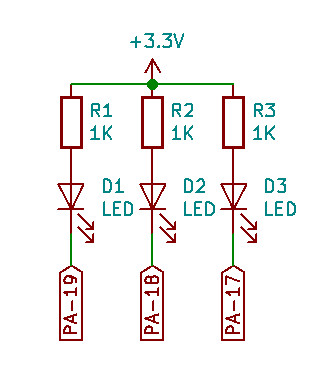 +3.3V
R1
1K
R2
1K
R3
1K
D1
LED
D2
LED
D3
LED
PA-19
PA-18
PA-17